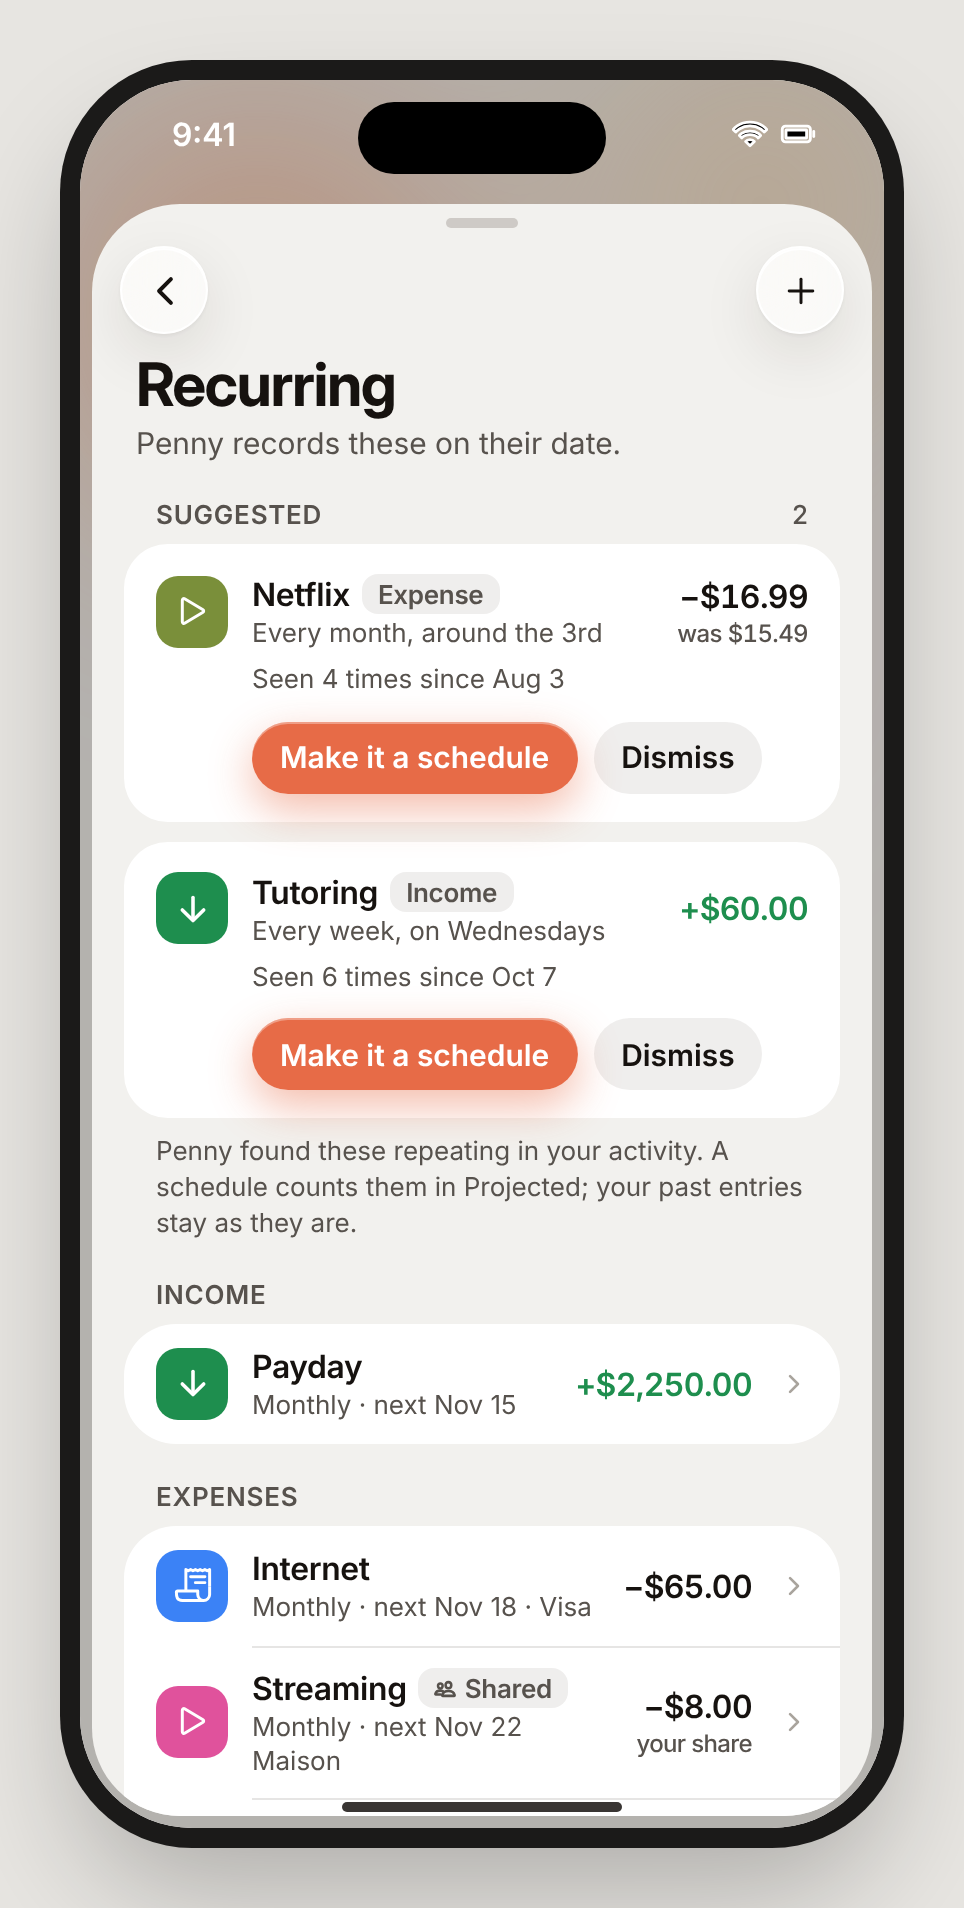 9:41
Recurring
Penny records these on their date.
SUGGESTED 2
Netflix Expense −$16.99
Every month, around the 3rd was $15.49
Seen 4 times since Aug 3
Make it a schedule Dismiss
Tutoring Income +$60.00
Every week, on Wednesdays
Seen 6 times since Oct 7
Make it a schedule Dismiss
Penny found these repeating in your activity. A
schedule counts them in Projected; your past entries
stay as they are.
INCOME
Payday +$2,250.00
Monthly · next Nov 15
EXPENSES
Internet −$65.00
Monthly · next Nov 18 · Visa
Streaming Shared −$8.00
Monthly · next Nov 22 your share
Maison